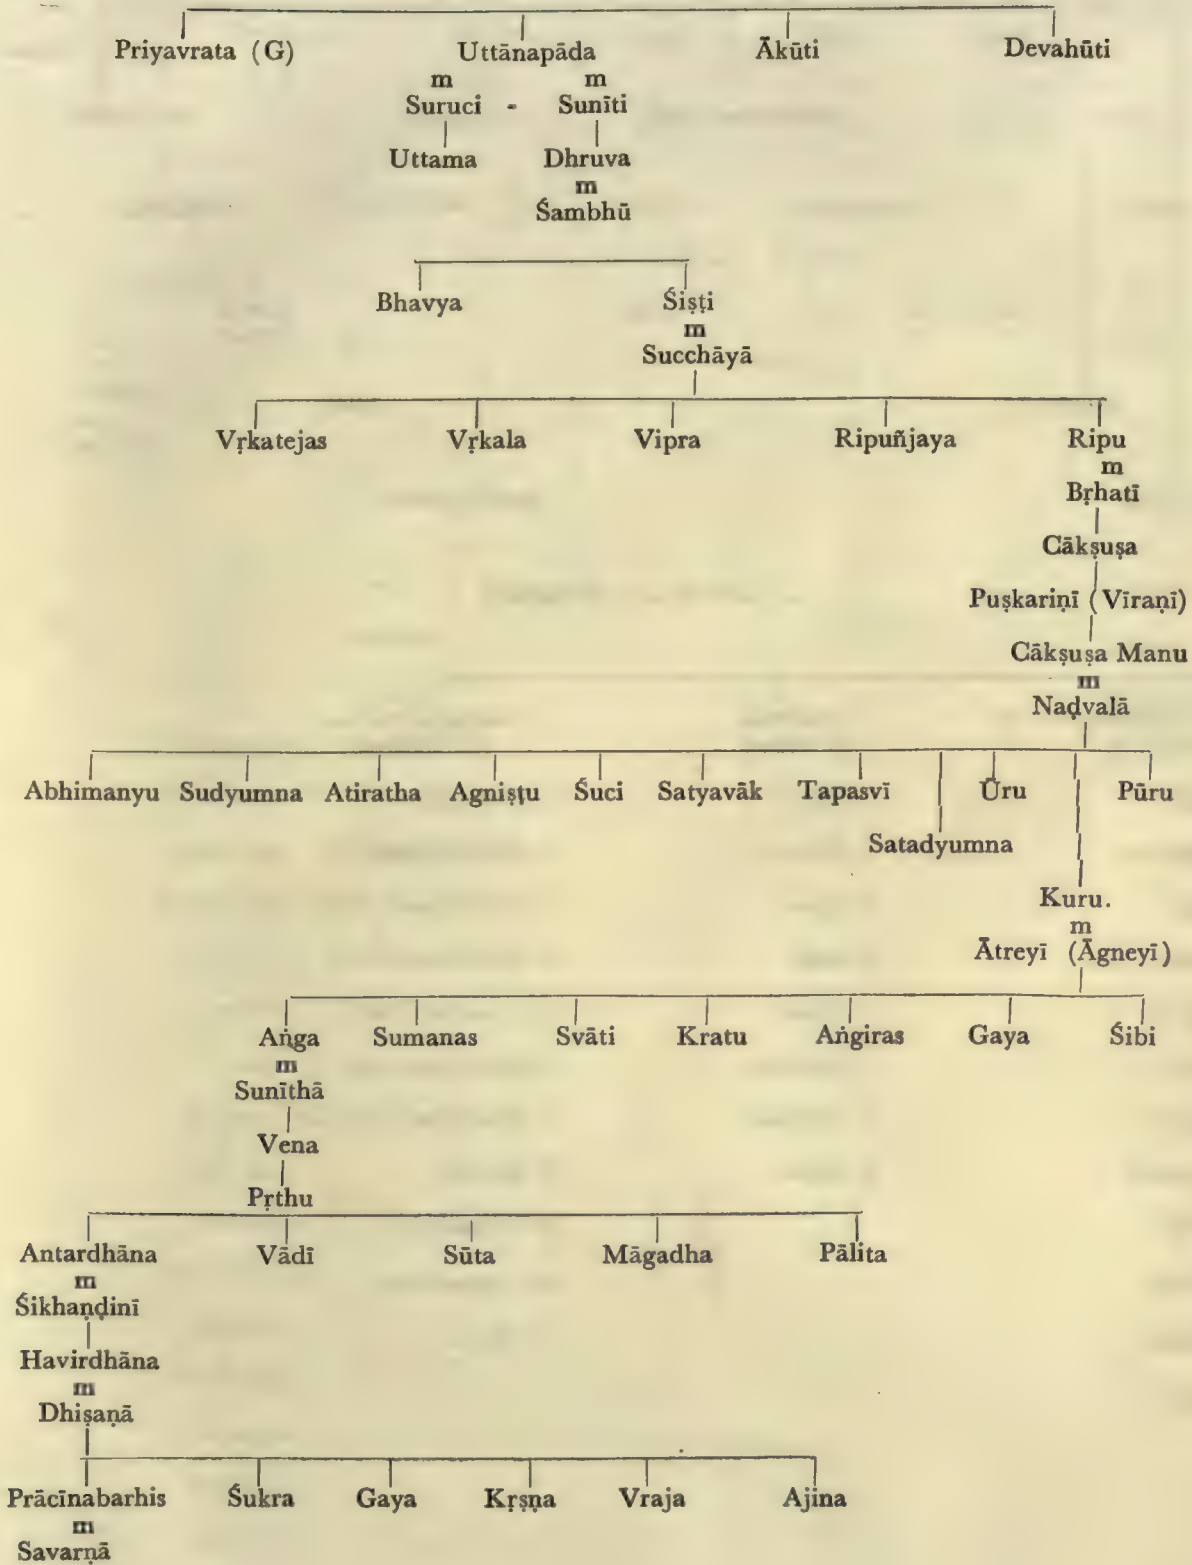 Priyavrata (G) Uttānapāda Ākūti Devahūti
m m
Suruci - Sunīti
Uttama Dhruva
m
Śambhū
Bhavya Śiṣṭi
m
Succhāyā
Vṛkatejas Vṛkala Vipra Ripuñjaya Ripu
m
Bṛhatī
Cākṣuṣa
Puṣkariṇī (Vīraṇī)
Cākṣuṣa Manu
m
Naḍvalā
Abhimanyu Sudyumna Atiratha Agniṣṭu Śuci Satyavāk Tapasvī Ūru Pūru
Satadyumna
Kuru.
m
Ātreyī (Āgneyī)
Aṅga Sumanas Svāti Kratu Aṅgiras Gaya Śibi
m
Sunīthā
Vena
Pṛthu
Antardhāna Vādī Sūta Māgadha Pālita
m
Śikhaṇḍinī
Havirdhāna
m
Dhiṣaṇā
Prācīnabarhis Śukra Gaya Kṛṣṇa Vraja Ajina
m
Savarṇā